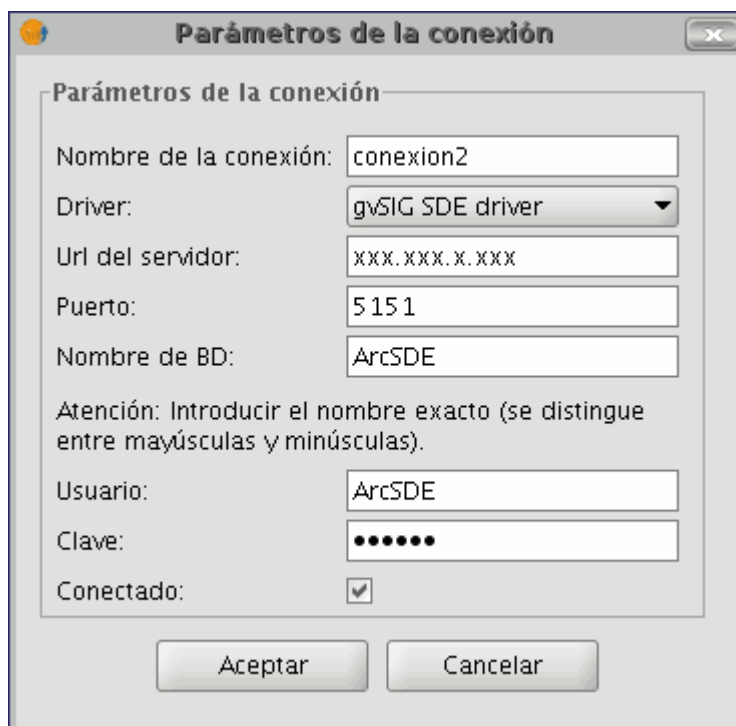 Parámetros de la conexión
Parámetros de la conexión
Nombre de la conexión: conexion2
Driver: gvSIG SDE driver
Url del servidor: xxx.xxx.x.xxx
Puerto: 5151
Nombre de BD: ArcSDE
Atención: Introducir el nombre exacto (se distingue
entre mayúsculas y minúsculas).
Usuario: ArcSDE
Clave: ••••••
Conectado:
Aceptar Cancelar